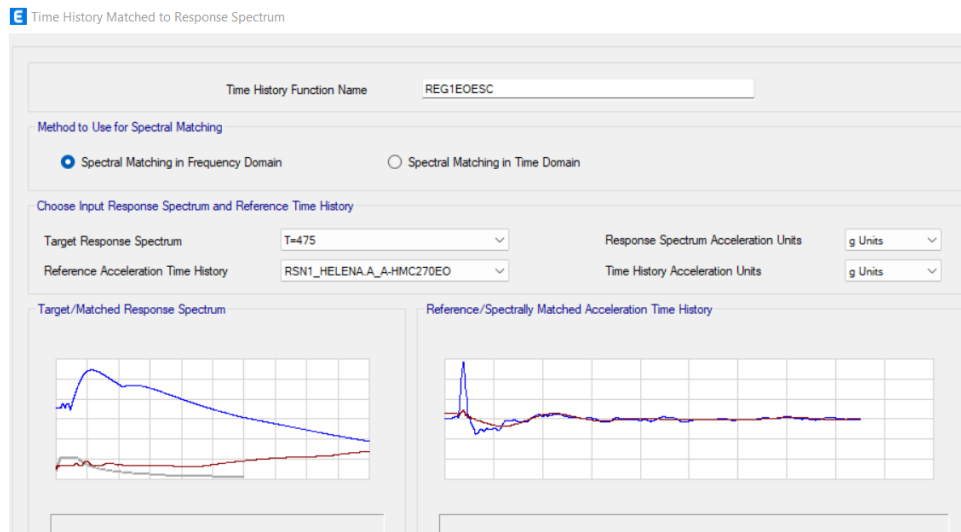 E Time History Matched to Response Spectrum
Time History Function Name REG1EOESC
Method to Use for Spectral Matching
Spectral Matching in Frequency Domain Spectral Matching in Time Domain
Choose Input Response Spectrum and Reference Time History
Target Response Spectrum T=475 Response Spectrum Acceleration Units g Units
Reference Acceleration Time History RSN1_HELENA.A_A-HMC270EO Time History Acceleration Units g Units
Target/Matched Response Spectrum Reference/Spectrally Matched Acceleration Time History